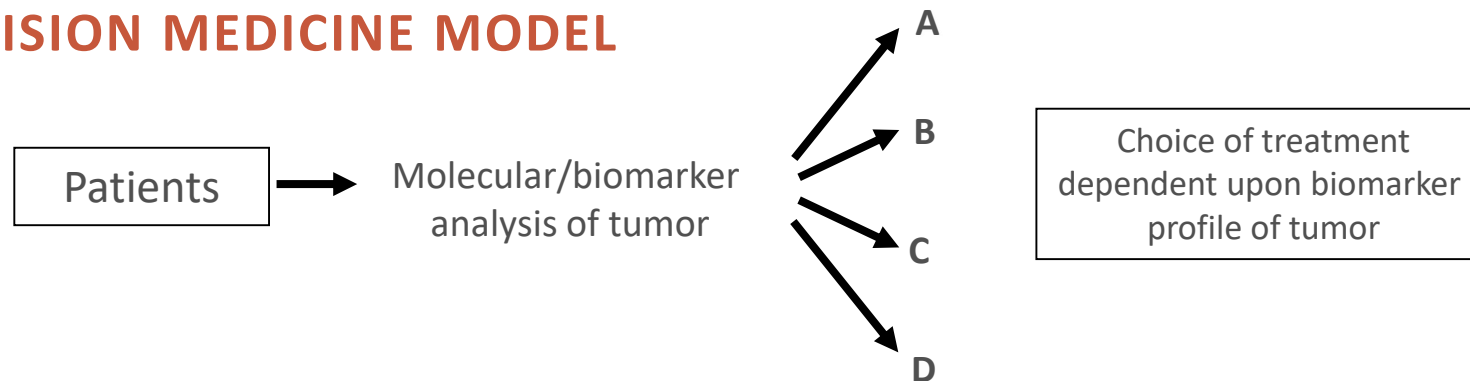 ISION MEDICINE MODEL
Patients
Molecular/biomarker
analysis of tumor
A
B
C
D
Choice of treatment
dependent upon biomarker
profile of tumor